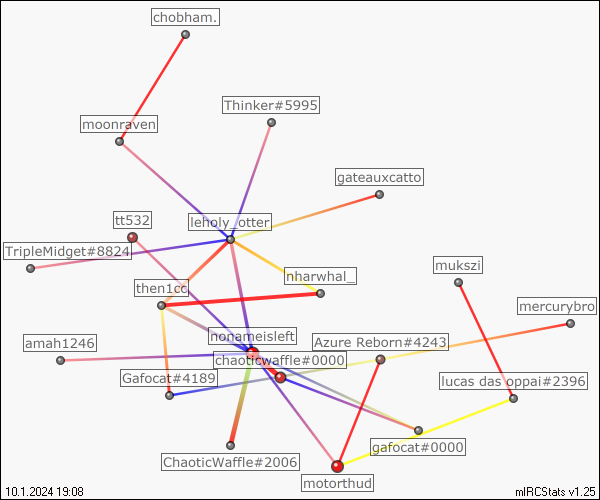 chobham.
Thinker#5995
moonraven
gateauxcatto
tt532
leholy_otter
TripleMidget#8824
mukszi
nharwhal_
then1cc
mercurybro
nonameisleft
Azure Reborn#4243
amah1246
chaoticwaffle#0000
Gafocat#4189
lucas das oppai#2396
gafocat#0000
ChaoticWaffle#2006
motorthud
10.1.2024 19:08
mIRCStats v1.25